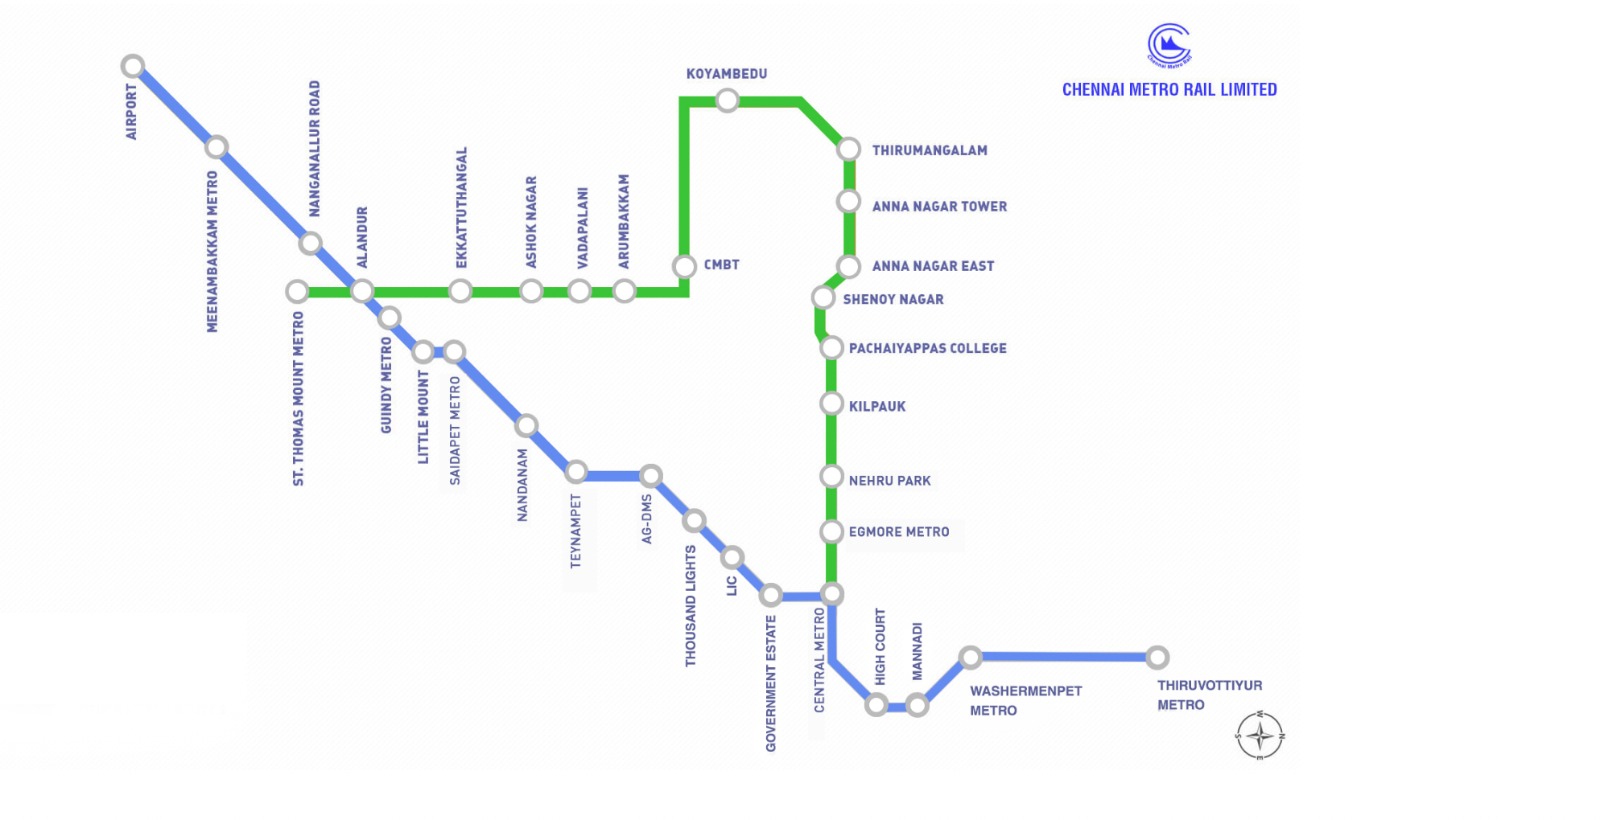 Chennai Metro Rail
CHENNAI METRO RAIL LIMITED
AIRPORT
MEENAMBAKKAM METRO
NANGANALLUR ROAD
ST. THOMAS MOUNT METRO
ALANDUR
GUINDY METRO
LITTLE MOUNT
SAIDAPET METRO
EKKATTUTHANGAL
ASHOK NAGAR
VADAPALANI
ARUMBAKKAM
CMBT
KOYAMBEDU
THIRUMANGALAM
ANNA NAGAR TOWER
ANNA NAGAR EAST
SHENOY NAGAR
PACHAIYAPPAS COLLEGE
KILPAUK
NEHRU PARK
EGMORE METRO
NANDANAM
TEYNAMPET
AG-DMS
THOUSAND LIGHTS
LIC
GOVERNMENT ESTATE
CENTRAL METRO
HIGH COURT
MANNADI
WASHERMENPET
METRO
THIRUVOTTIYUR
METRO
W
S
N
E